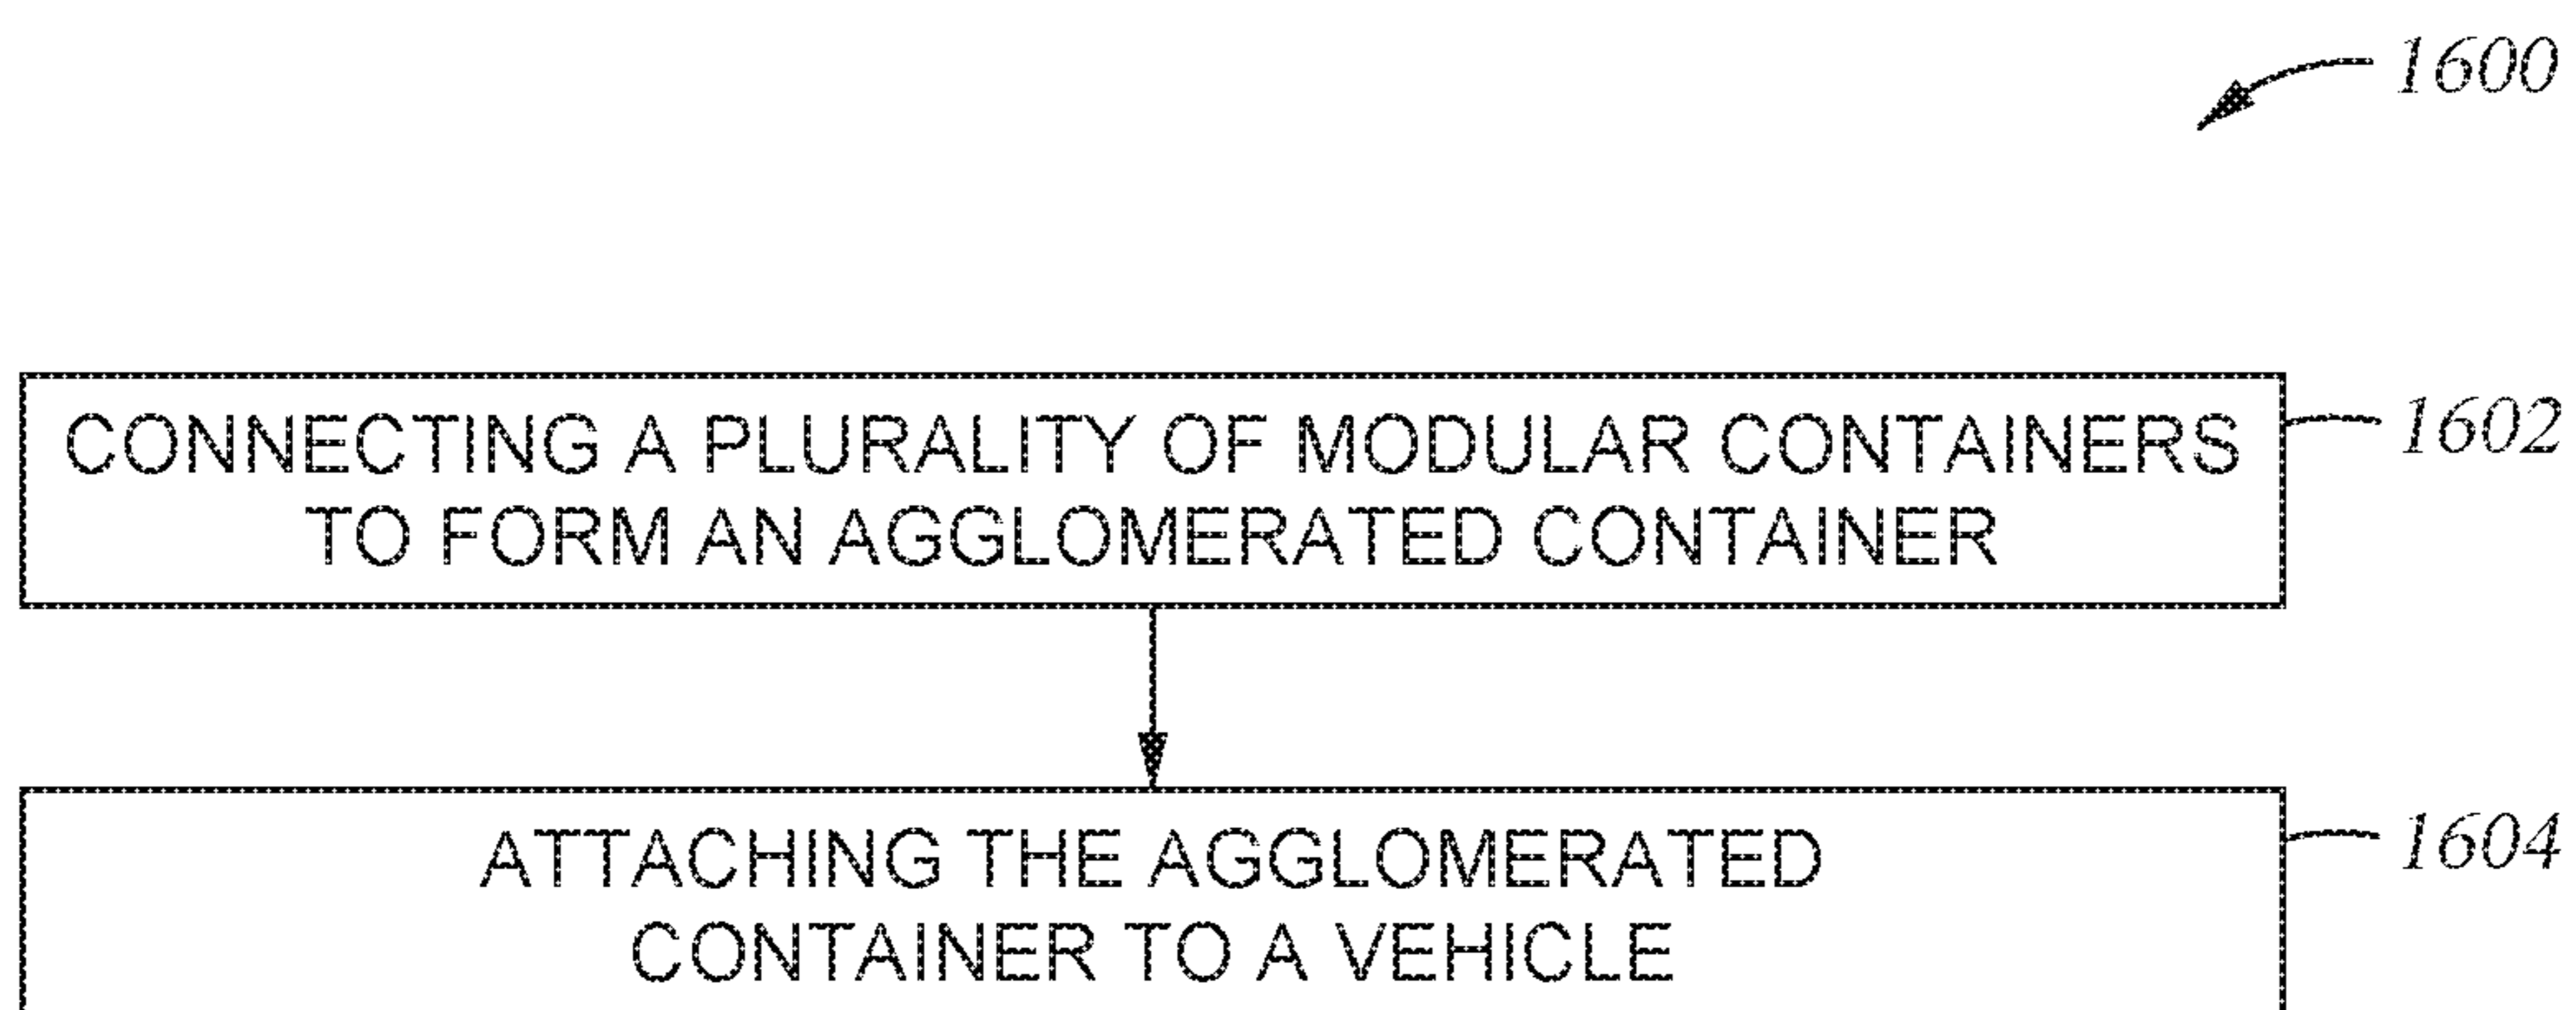 1600
CONNECTING A PLURALITY OF MODULAR CONTAINERS
TO FORM AN AGGLOMERATED CONTAINER
1602
ATTACHING THE AGGLOMERATED
CONTAINER TO A VEHICLE
1604